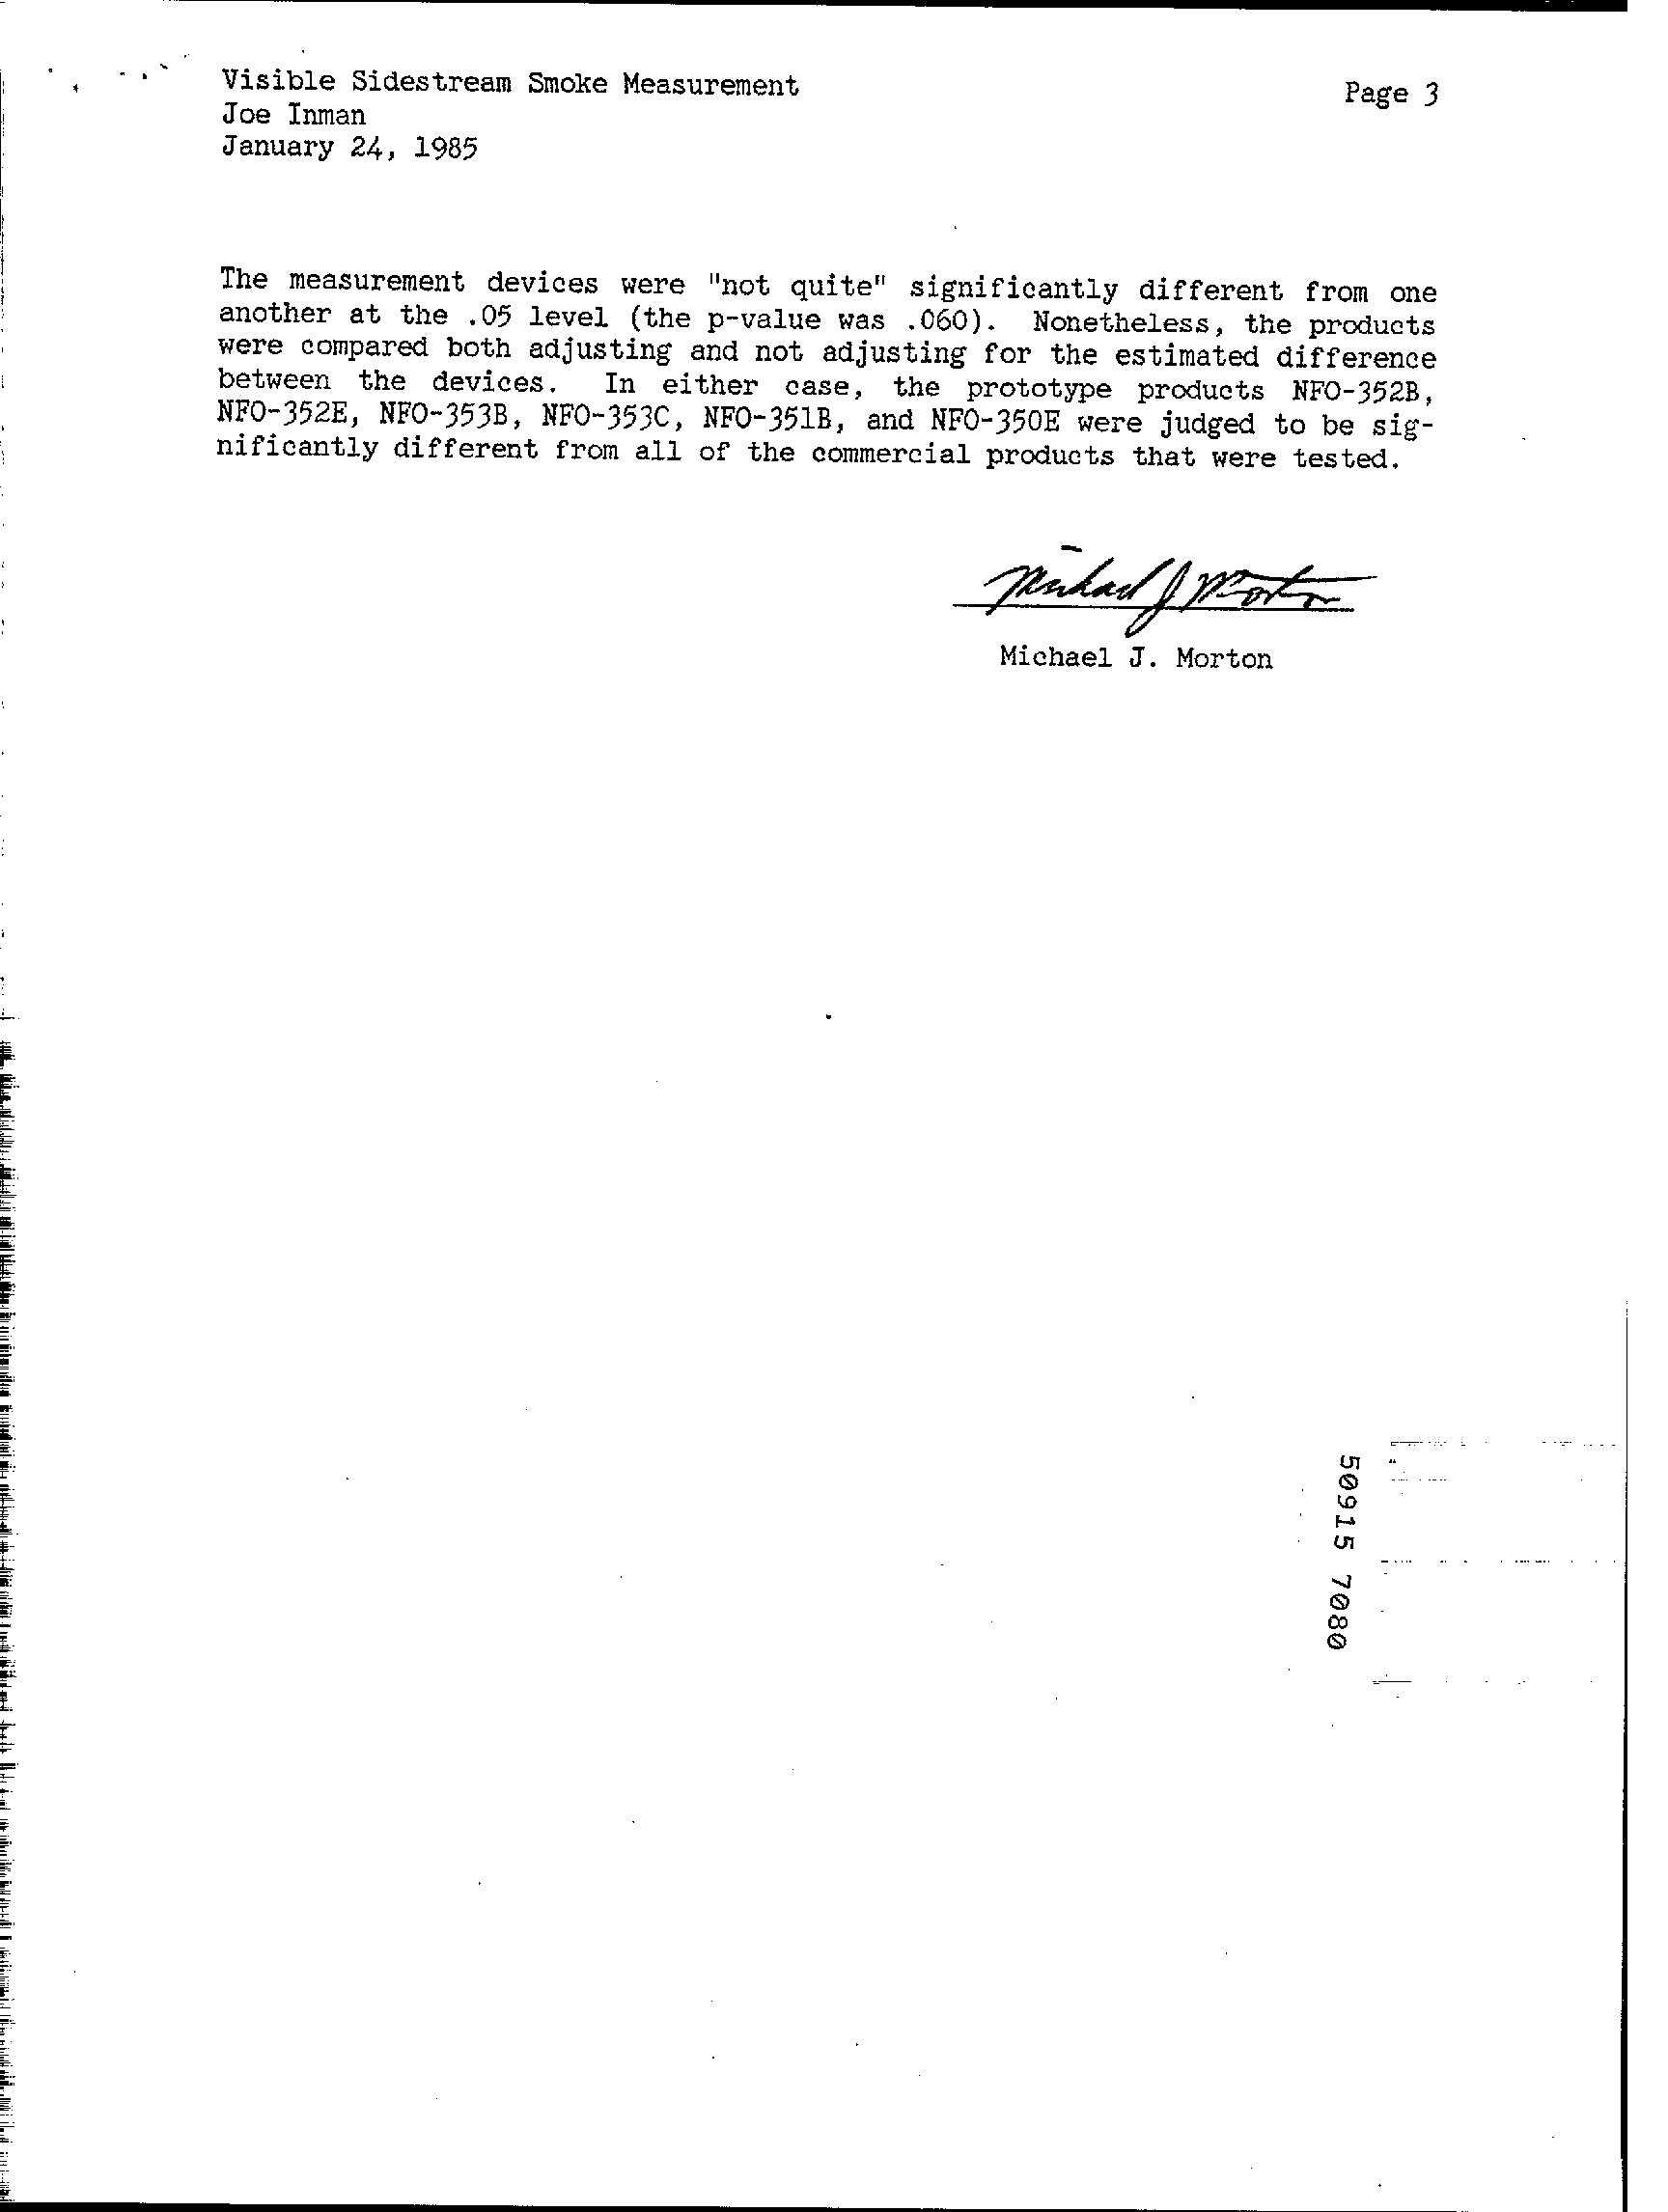 Visible Sidestream Smoke Measurement
Page 3
Joe Inman
January 24, 1985
The measurement devices were "not quite" significantly different from one
another at the .05 level (the p-value was .060). Nonetheless, the products
were compared both adjusting and not adjusting for the estimated difference
between the devices. In either case, the prototype products NFO-352B,
NFO-352E, NFO-353B, NFO-353C, NFO-351B, and NFO-350E were judged to be sig-
nificantly different from all of the commercial products that were tested.
Michael J Morton
Michael J. Morton
50915 7080